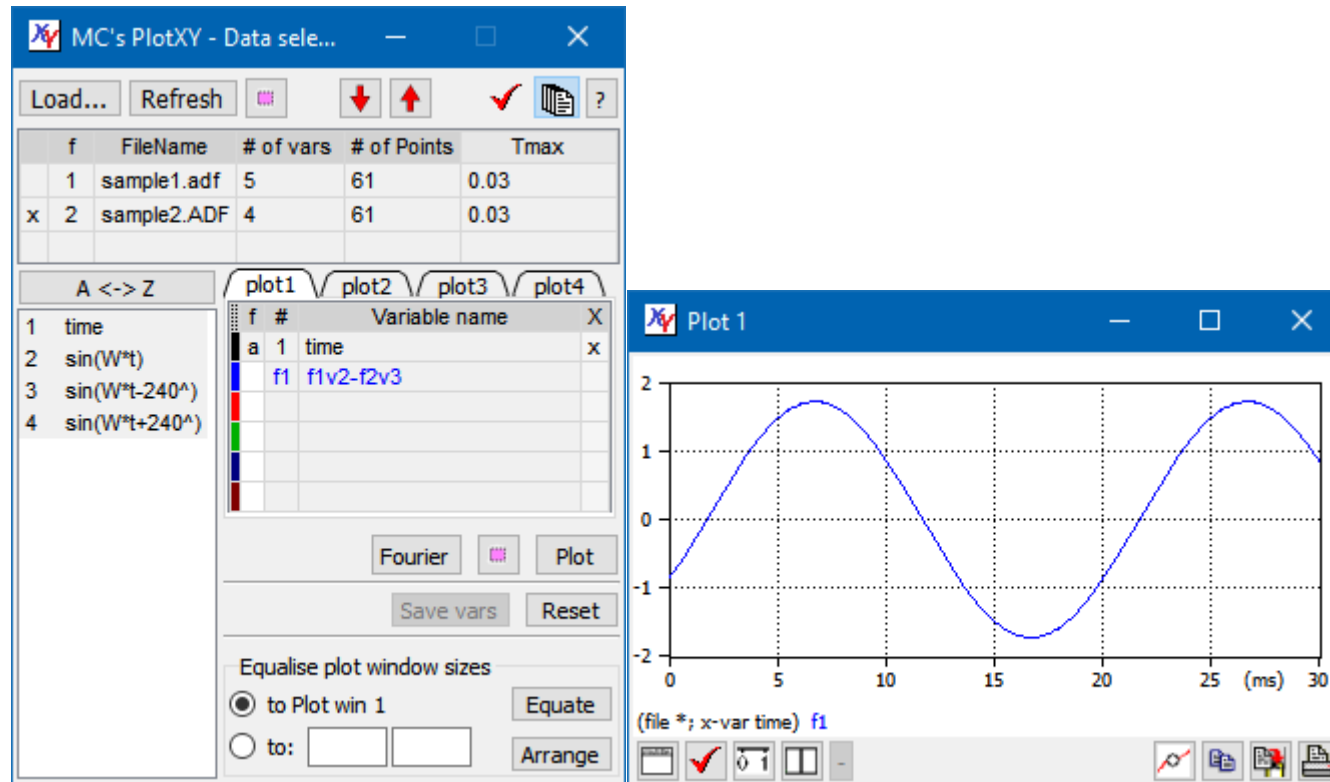 MC's PlotXY - Data sele...
Load... Refresh ?
f FileName # of vars # of Points Tmax
1 sample1.adf 5 61 0.03
x 2 sample2.ADF 4 61 0.03
A <-> Z
plot1 plot2 plot3 plot4
1 time
2 sin(W*t)
3 sin(W*t-240^)
4 sin(W*t+240^)
f # Variable name X
a 1 time x
f1 f1v2-f2v3
Fourier Plot
Save vars Reset
Equalise plot window sizes
to Plot win 1 Equate
to: Arrange
XY Plot 1
2
1
0
-1
-2
0 5 10 15 20 25 (ms) 30
(file *; x-var time) f1
0 1
-